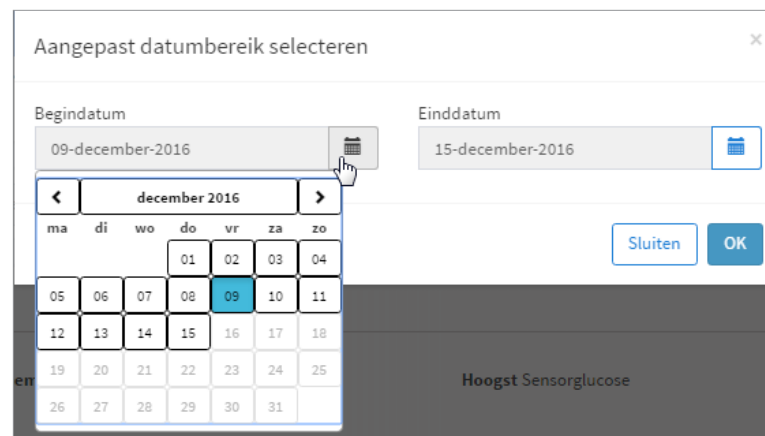 Aangepast datumbereik selecteren ×
Begindatum Einddatum
09-december-2016 15-december-2016
december 2016
ma di wo do vr za zo
01 02 03 04
05 06 07 08 09 10 11
12 13 14 15 16 17 18
19 20 21 22 23 24 25
26 27 28 29 30 31
Sluiten OK
Hoogst Sensorglucose